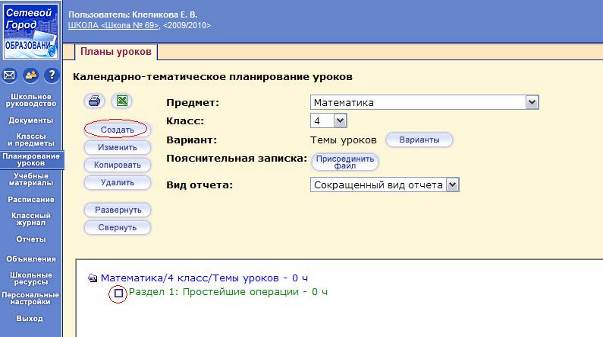 Сетевой
Город
ОБРАЗОВАНИЕ
Пользователь: Клепикова Е. В.
ШКОЛА <Школа № 69>, <2009/2010>
Планы уроков
Календарно-тематическое планирование уроков
?
Школьное
руководство
Документы
Классы
и предметы
Планирование
уроков
Учебные
материалы
Расписание
Классный
журнал
Отчеты
Объявления
Школьные
ресурсы
Персональные
настройки
Выход
Создать
Изменить
Копировать
Удалить
Развернуть
Свернуть
Предмет: Математика
Класс: 4
Вариант: Темы уроков Варианты
Пояснительная записка: Присоединить
файл
Вид отчета: Сокращенный вид отчета
Математика/4 класс/Темы уроков - 0 ч
Раздел 1: Простейшие операции - 0 ч